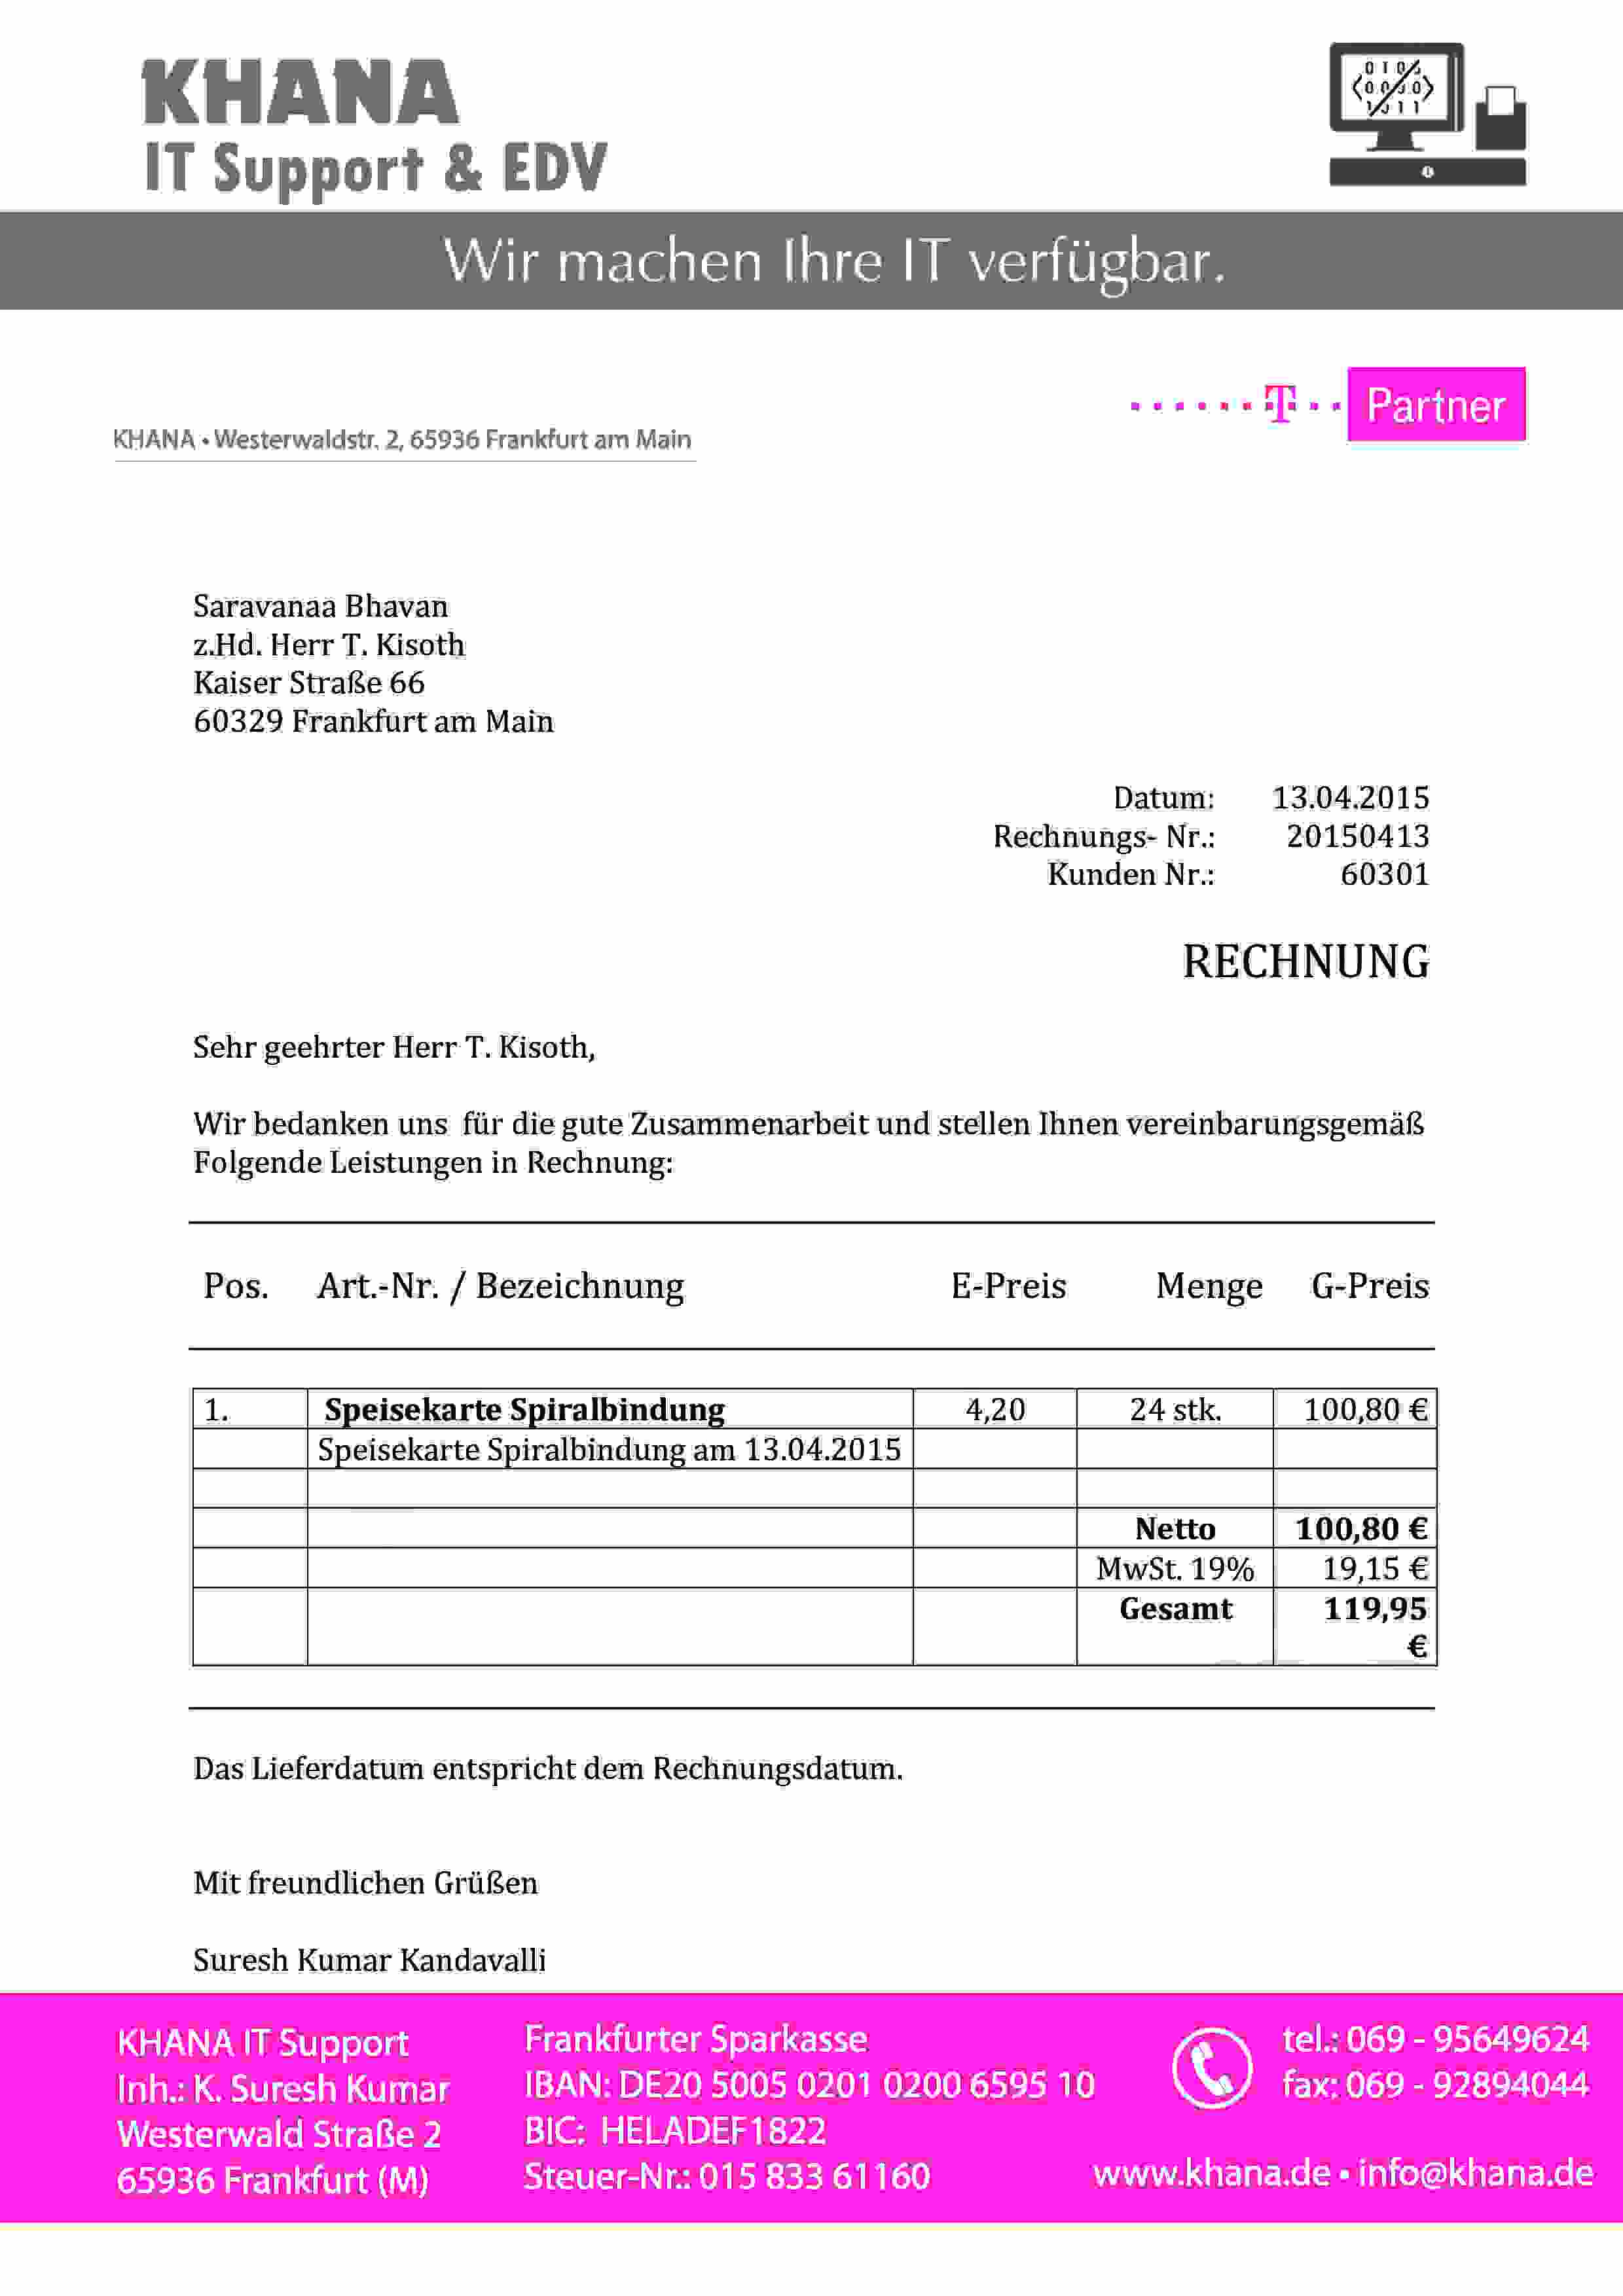 KHANA
IT Support & EDV
Wir machen Ihre IT verfügbar.
T Partner
KHANA • Westerwaldstr. 2, 65936 Frankfurt am Main
Saravanaa Bhavan
z.Hd. Herr T. Kisoth
Kaiser Straße 66
60329 Frankfurt am Main
Datum: 13.04.2015
Rechnungs- Nr.: 20150413
Kunden Nr.: 60301
RECHNUNG
Sehr geehrter Herr T. Kisoth,
Wir bedanken uns für die gute Zusammenarbeit und stellen Ihnen vereinbarungsgemäß
Folgende Leistungen in Rechnung:
Pos. Art.-Nr. / Bezeichnung E-Preis Menge G-Preis
1. Speisekarte Spiralbindung 4,20 24 stk. 100,80 €
Speisekarte Spiralbindung am 13.04.2015
Netto 100,80 €
MwSt. 19% 19,15 €
Gesamt 119,95
€
Das Lieferdatum entspricht dem Rechnungsdatum.
Mit freundlichen Grüßen
Suresh Kumar Kandavalli
KHANA IT Support
Inh.: K. Suresh Kumar
Westerwald Straße 2
65936 Frankfurt (M)
Frankfurter Sparkasse
IBAN: DE20 5005 0201 0200 6595 10
BIC: HELADEF1822
Steuer-Nr.: 015 833 61160
tel.: 069 - 95649624
fax: 069 - 92894044
www.khana.de • info@khana.de